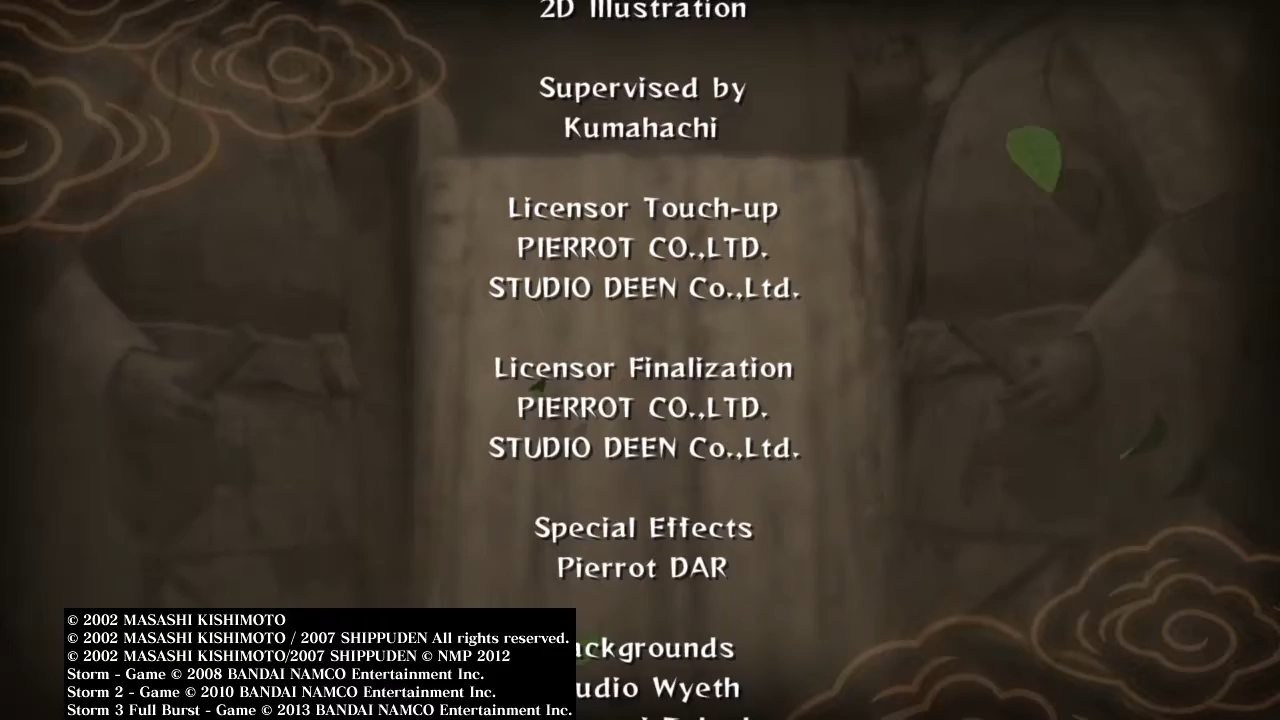 2D Illustration
Supervised by
Kumahachi
Licensor Touch-up
PIERROT CO.,LTD.
STUDIO DEEN Co.,Ltd.
Licensor Finalization
PIERROT CO.,LTD.
STUDIO DEEN Co.,Ltd.
Special Effects
Pierrot DAR
ackgrounds
udio Wyeth
© 2002 MASASHI KISHIMOTO
© 2002 MASASHI KISHIMOTO / 2007 SHIPPUDEN All rights reserved.
© 2002 MASASHI KISHIMOTO/2007 SHIPPUDEN © NMP 2012
Storm - Game © 2008 BANDAI NAMCO Entertainment Inc.
Storm 2 - Game © 2010 BANDAI NAMCO Entertainment Inc.
Storm 3 Full Burst - Game © 2013 BANDAI NAMCO Entertainment Inc.